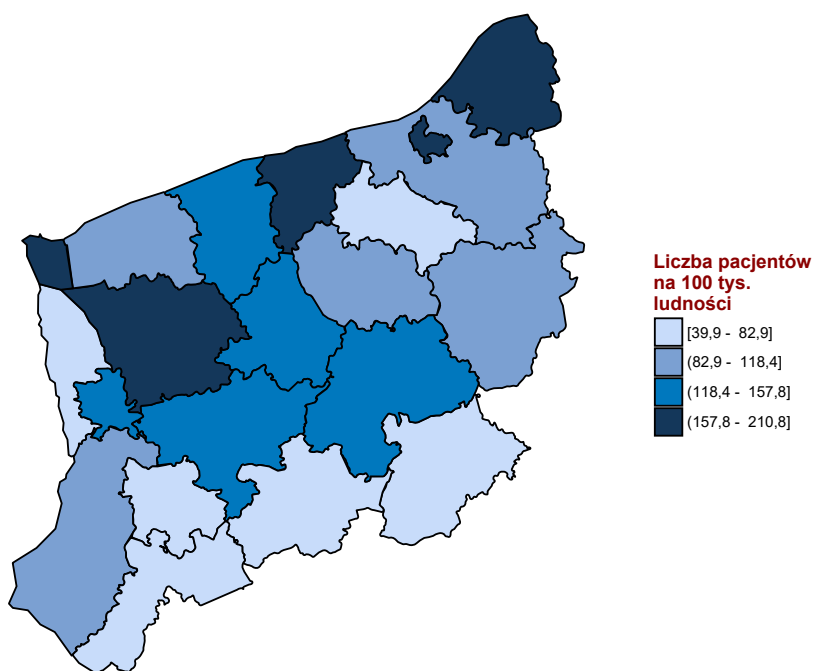 Liczba pacjentów
na 100 tys.
ludności
[39,9 - 82,9]
(82,9 - 118,4]
(118,4 - 157,8]
(157,8 - 210,8]